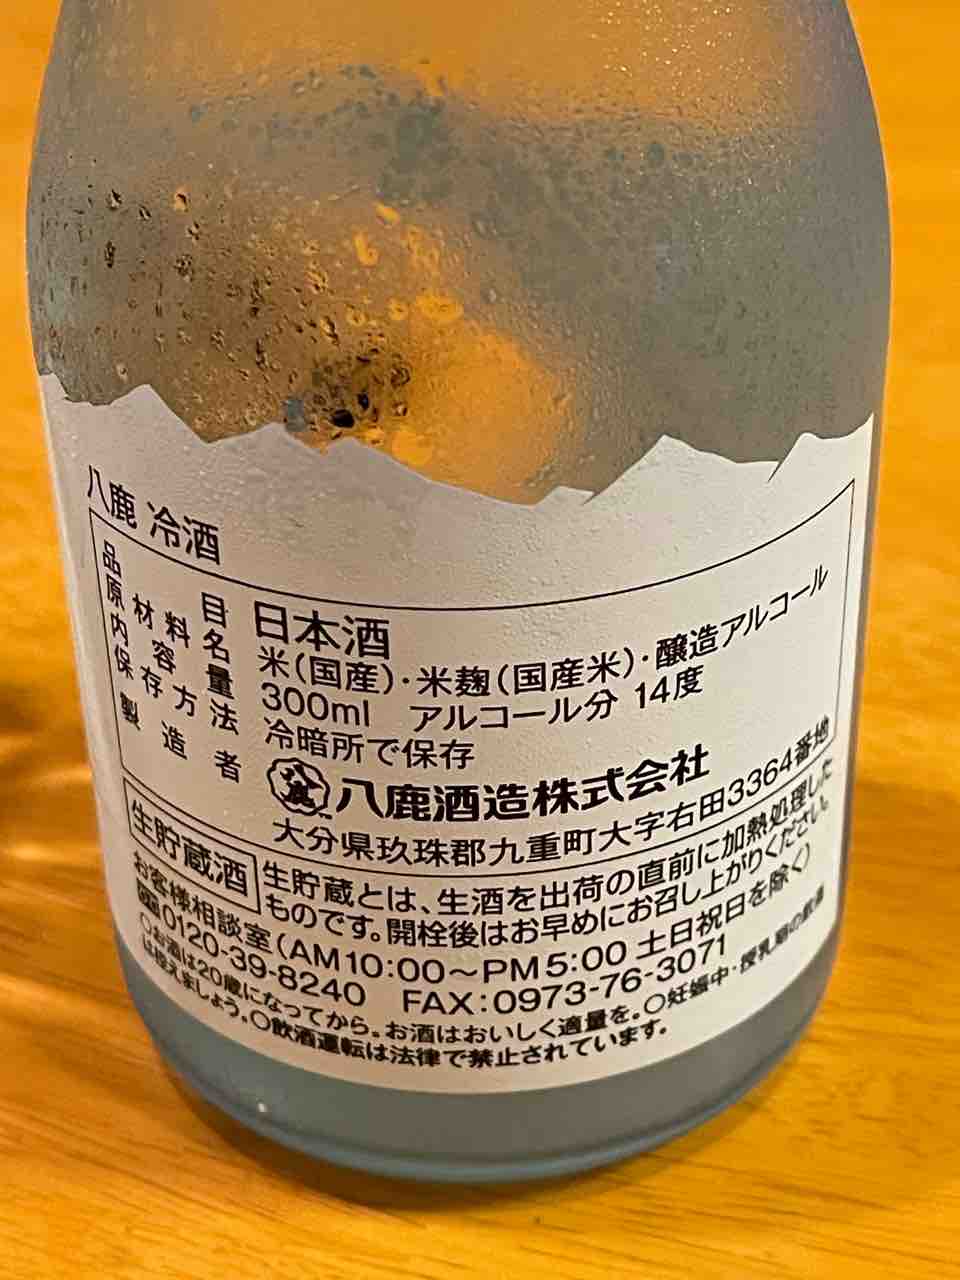 八鹿 冷酒
品目 日本酒
原材料名 米(国産)・米麹(国産米)・醸造アルコール
内容量 300ml アルコール分 14度
保存方法 冷暗所で保存
製造者 八鹿酒造株式会社
大分県玖珠郡九重町大字右田3364番地
生貯蔵酒 生貯蔵とは、生酒を出荷の直前に加熱処理した
ものです。開栓後はお早めにお召し上がりください。
お客様相談室(AM10:00〜PM5:00 土日祝日を除く)
0120-39-8240 FAX:0973-76-3071
○お酒は20歳になってから。お酒はおいしく適量を。○妊娠中・授乳期の飲酒
は控えましょう。○飲酒運転は法律で禁止されています。